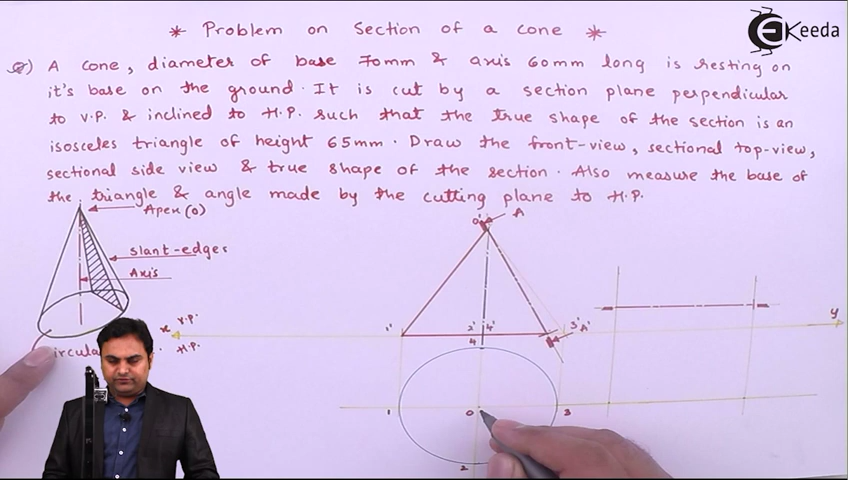 * Problem on Section of a cone *
EKeeda
Q) A cone, diameter of base 70mm & axis 60mm long is resting on
it's base on the ground. It is cut by a section plane perpendicular
to V.P. & inclined to H.P. such that the true shape of the section is an
isosceles triangle of height 65mm. Draw the front-view, sectional top-view,
sectional side view & true shape of the section. Also measure the base of
the triangle & angle made by the cutting plane to H.P.
Apex (o)
slant-edges
Axis
o' A
x V.P.
H.P.
y
1' 2' 4' 3' A'
4
1 o 3
2